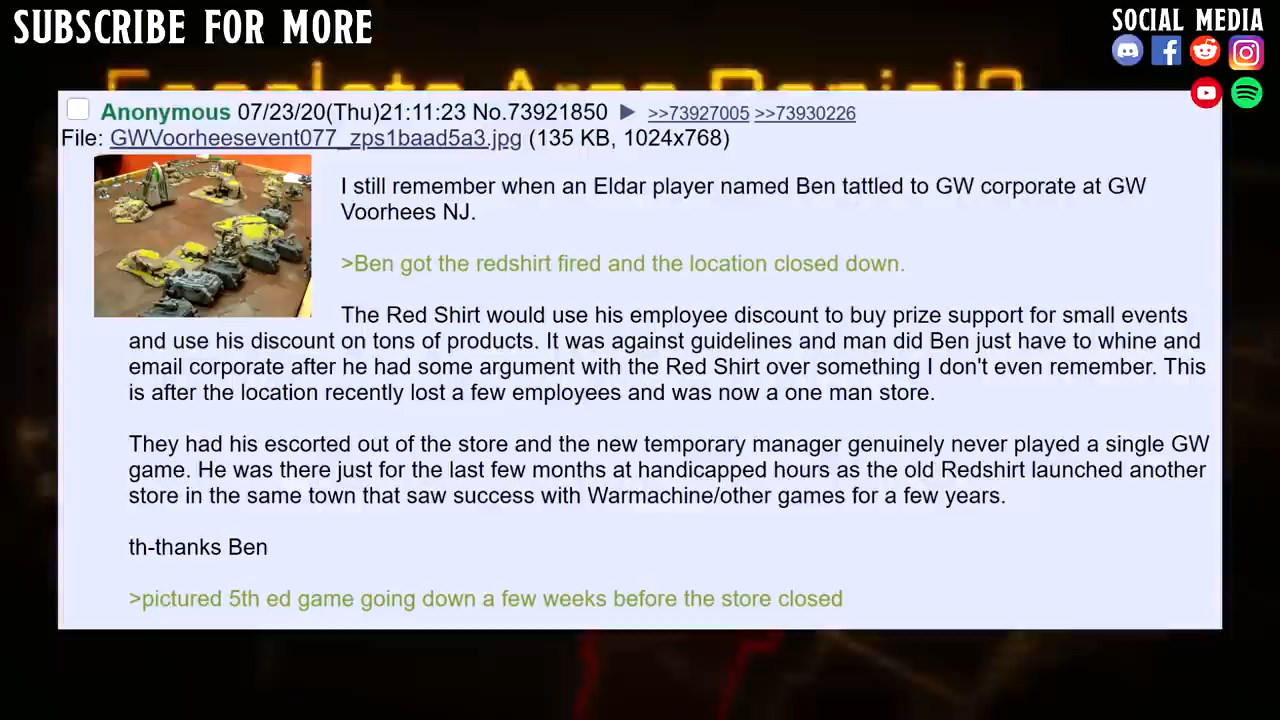 SUBSCRIBE FOR MORE
SOCIAL MEDIA
Anonymous 07/23/20(Thu)21:11:23 No.73921850 ▶ >>73927005 >>73930226
File: GWVoorheesevent077_zps1baad5a3.jpg (135 KB, 1024x768)
I still remember when an Eldar player named Ben tattled to GW corporate at GW
Voorhees NJ.
>Ben got the redshirt fired and the location closed down.
The Red Shirt would use his employee discount to buy prize support for small events
and use his discount on tons of products. It was against guidelines and man did Ben just have to whine and
email corporate after he had some argument with the Red Shirt over something I don't even remember. This
is after the location recently lost a few employees and was now a one man store.
They had his escorted out of the store and the new temporary manager genuinely never played a single GW
game. He was there just for the last few months at handicapped hours as the old Redshirt launched another
store in the same town that saw success with Warmachine/other games for a few years.
th-thanks Ben
>pictured 5th ed game going down a few weeks before the store closed